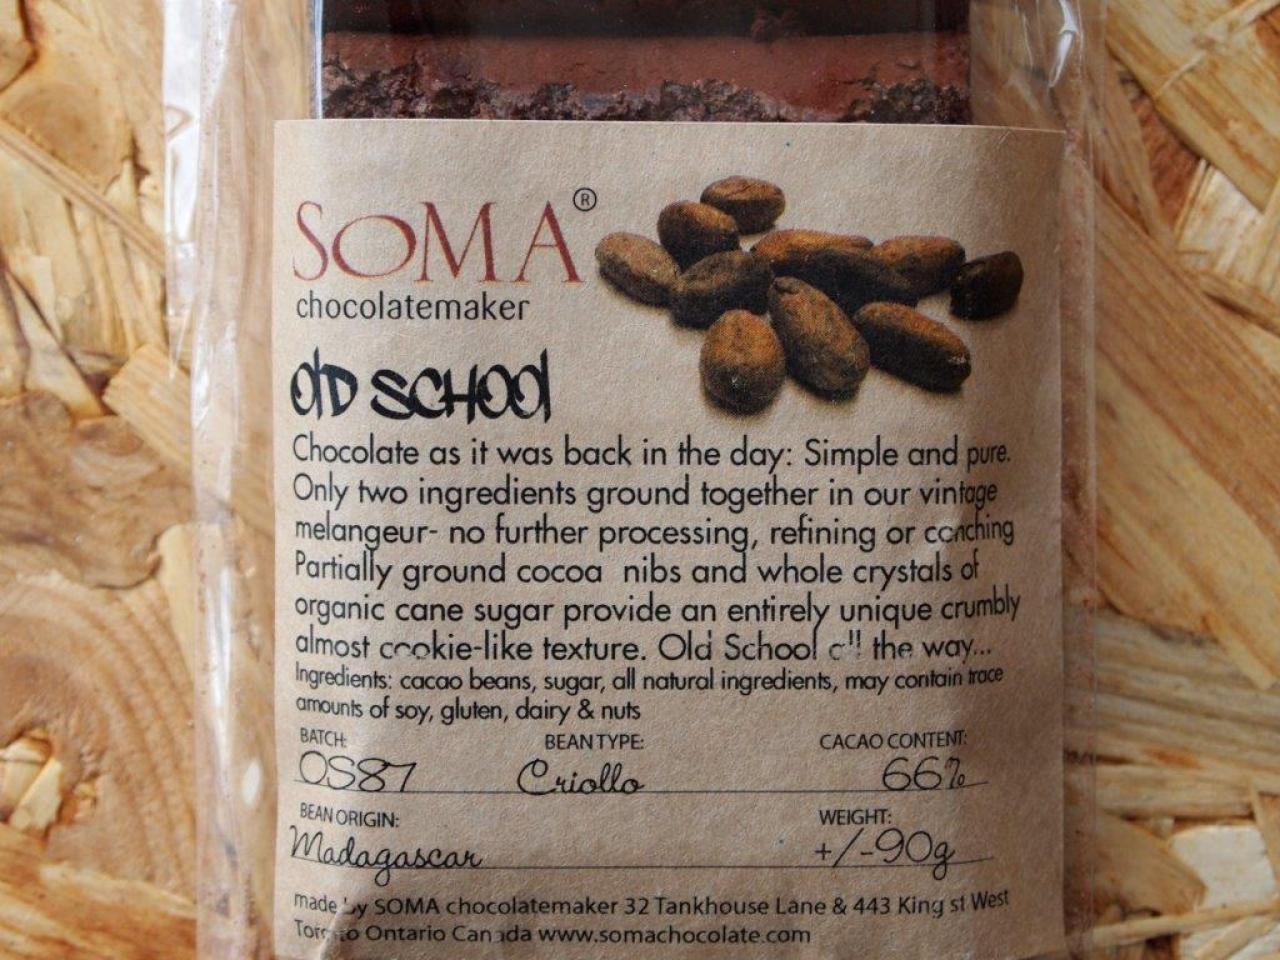 SOMA®
chocolatemaker
OLD SCHOOL
Chocolate as it was back in the day: Simple and pure.
Only two ingredients ground together in our vintage
melangeur- no further processing, refining or conching
Partially ground cocoa nibs and whole crystals of
organic cane sugar provide an entirely unique crumbly
almost cookie-like texture. Old School all the way...
Ingredients: cacao beans, sugar, all natural ingredients, may contain trace
amounts of soy, gluten, dairy & nuts
BATCH: BEAN TYPE: CACAO CONTENT:
OS87 Criollo 66%
BEAN ORIGIN: WEIGHT:
Madagascar +/-90g
made by SOMA chocolatemaker 32 Tankhouse Lane & 443 King st West
Toronto Ontario Canada www.somachocolate.com